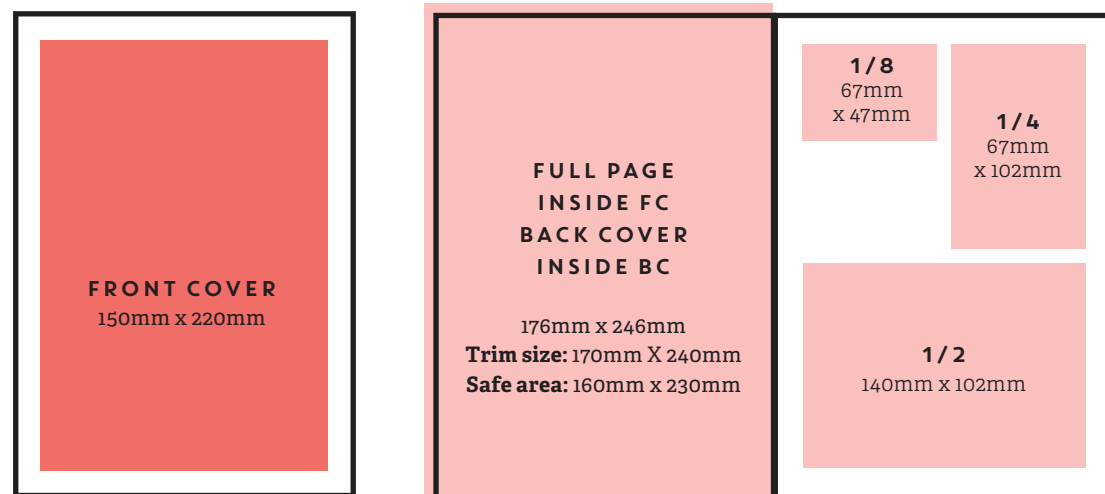 FRONT COVER
150mm x 220mm
FULL PAGE
INSIDE FC
BACK COVER
INSIDE BC
176mm x 246mm
Trim size: 170mm X 240mm
Safe area: 160mm x 230mm
1/8
67mm
x 47mm
1/4
67mm
x 102mm
1/2
140mm x 102mm